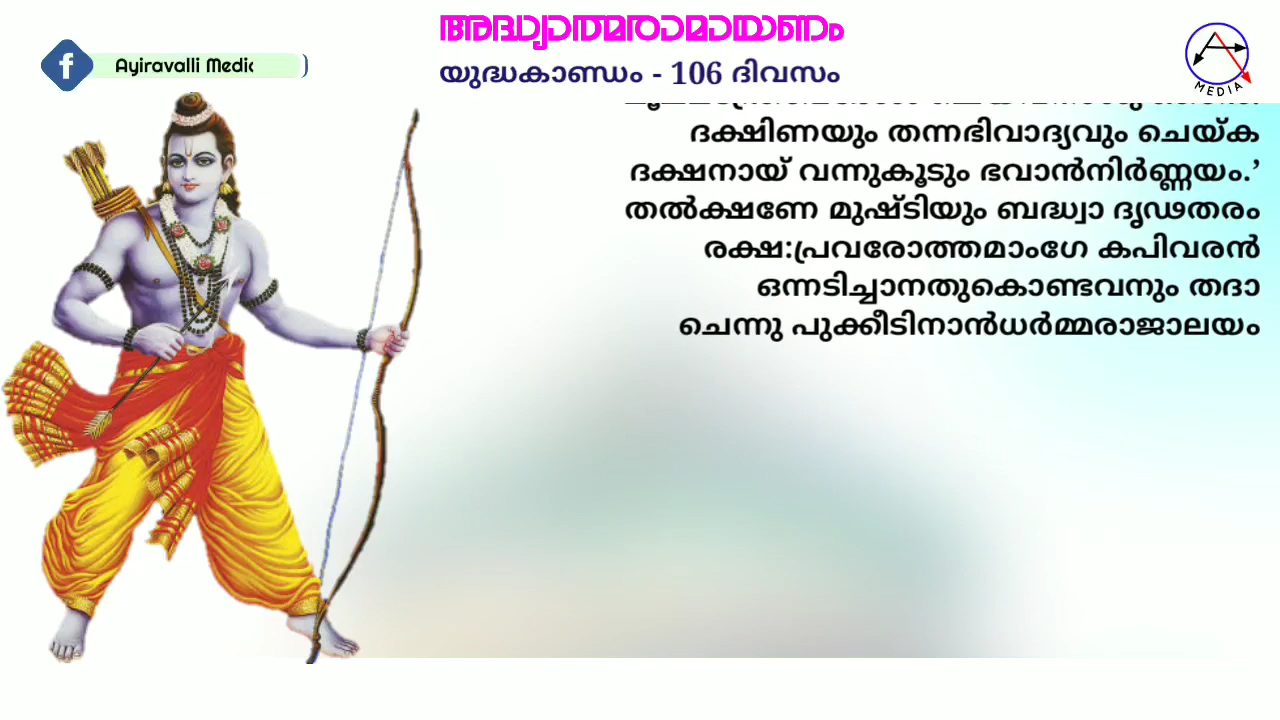 അദ്ധ്യാത്മരാമായണം
യുദ്ധകാണ്ഡം - 106 ദിവസം
f Ayiravalli Medic
MEDIA
ദക്ഷിണയും തന്നഭിവാദ്യവും ചെയ്ക
ദക്ഷനായ് വന്നുകൂടും ഭവാൻനിർണ്ണയം.’
തൽക്ഷണേ മുഷ്ടിയും ബദ്ധ്വാ ദൃഢതരം
രക്ഷ:പ്രവരോത്തമാംഗേ കപിവരൻ
ഒന്നടിച്ചാനതുകൊണ്ടവനും തദാ
ചെന്നു പുക്കീടിനാൻധർമ്മരാജാലയം